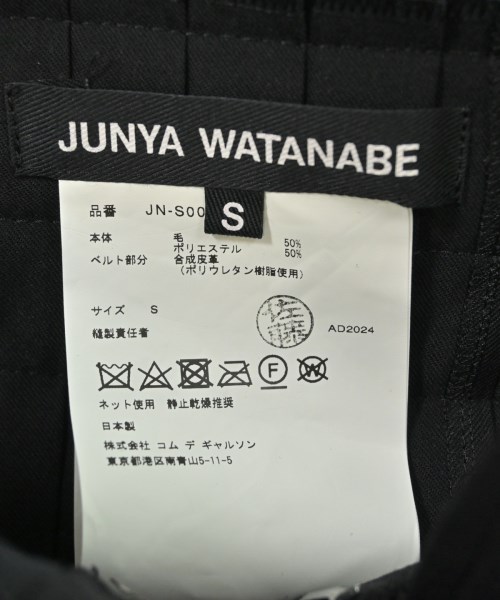 JUNYA WATANABE
S
品番 JN-S00
本体 毛 50%
ポリエステル 50%
ベルト部分 合成皮革
(ポリウレタン樹脂使用)
サイズ S
縫製責任者 佐藤 AD2024
F W
ネット使用 静止乾燥推奨
日本製
株式会社 コム デ ギャルソン
東京都港区南青山5-11-5